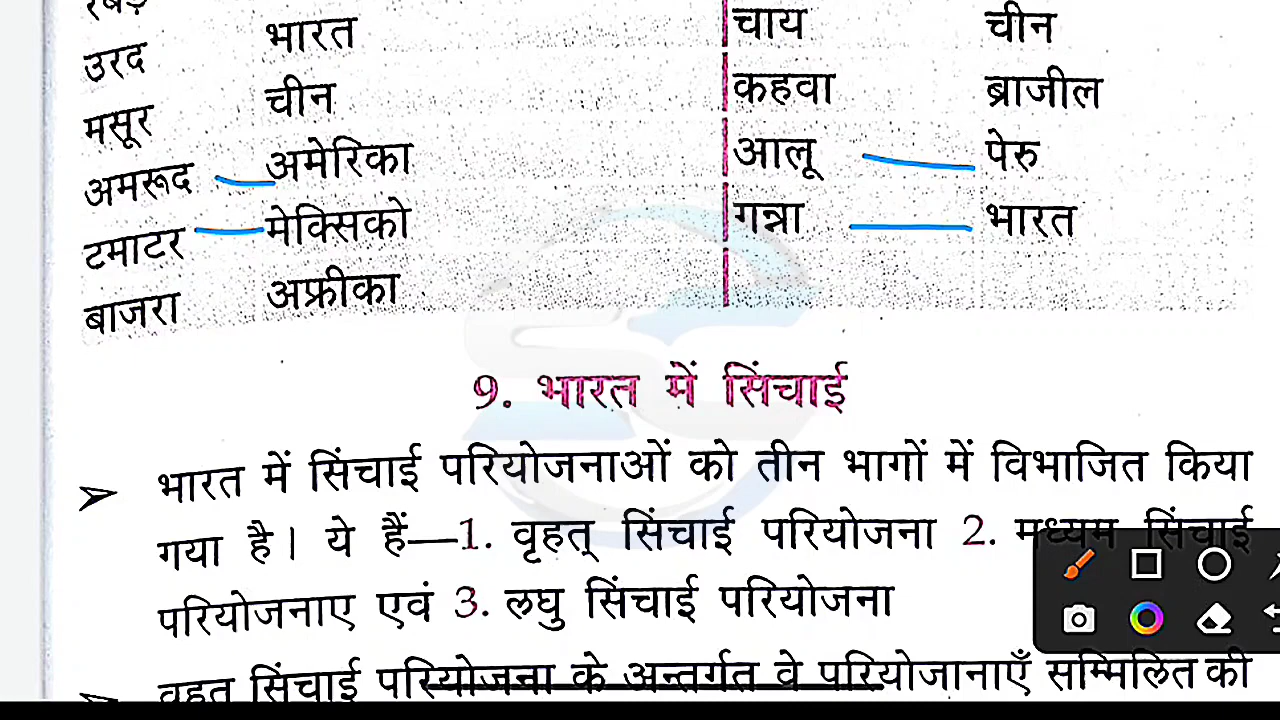 उरद भारत चाय चीन
मसूर चीन कहवा ब्राजील
अमरूद अमेरिका आलू पेरु
टमाटर मेक्सिको गन्ना भारत
बाजरा अफ्रीका
9. भारत में सिंचाई
➢ भारत में सिंचाई परियोजनाओं को तीन भागों में विभाजित किया
गया है। ये हैं—1. वृहत् सिंचाई परियोजना 2. मध्यम सिंचाई
परियोजनाए एवं 3. लघु सिंचाई परियोजना
➢ वृहत् सिंचाई परियोजना के अन्तर्गत वे परियोजानाएँ सम्मिलित की